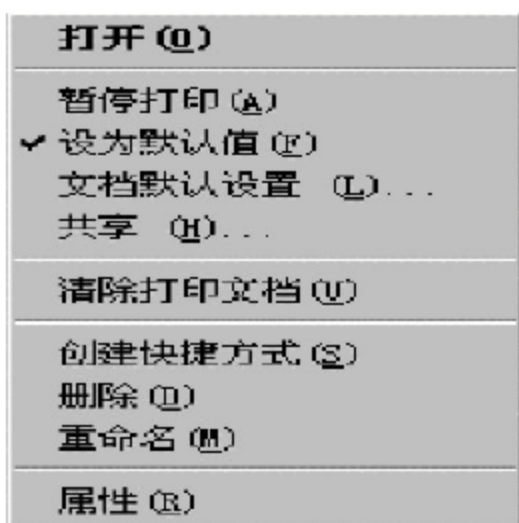 打开(O)
暂停打印(A)
设为默认值(F)
文档默认设置 (L)...
共享 (H)...
清除打印文档(U)
创建快捷方式(S)
删除(D)
重命名(M)
属性(R)